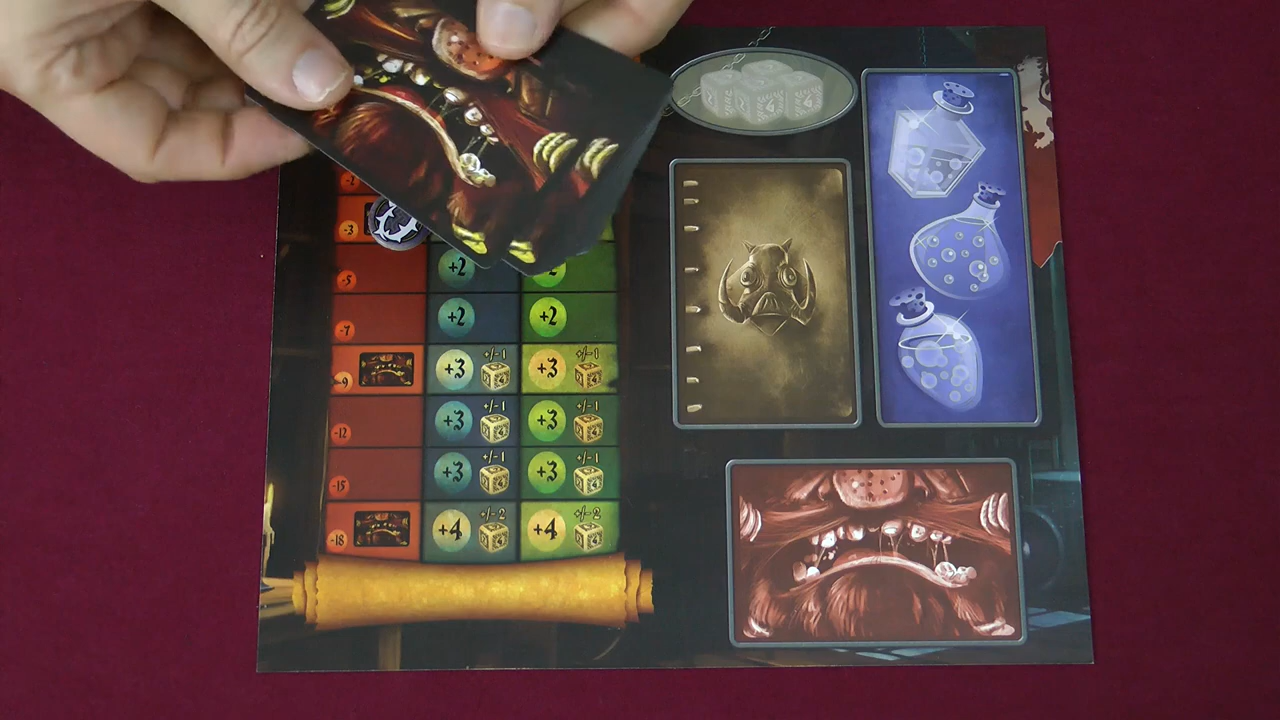 -2
-3
-5 +2 2
-7 +2 +2
-9 +3 +/-1 +3 +/-1
-12 +3 +/-1 +3 +/-1
-15 +3 +/-1 +3 +/-1
-18 +4 +/-2 +4 +/-2